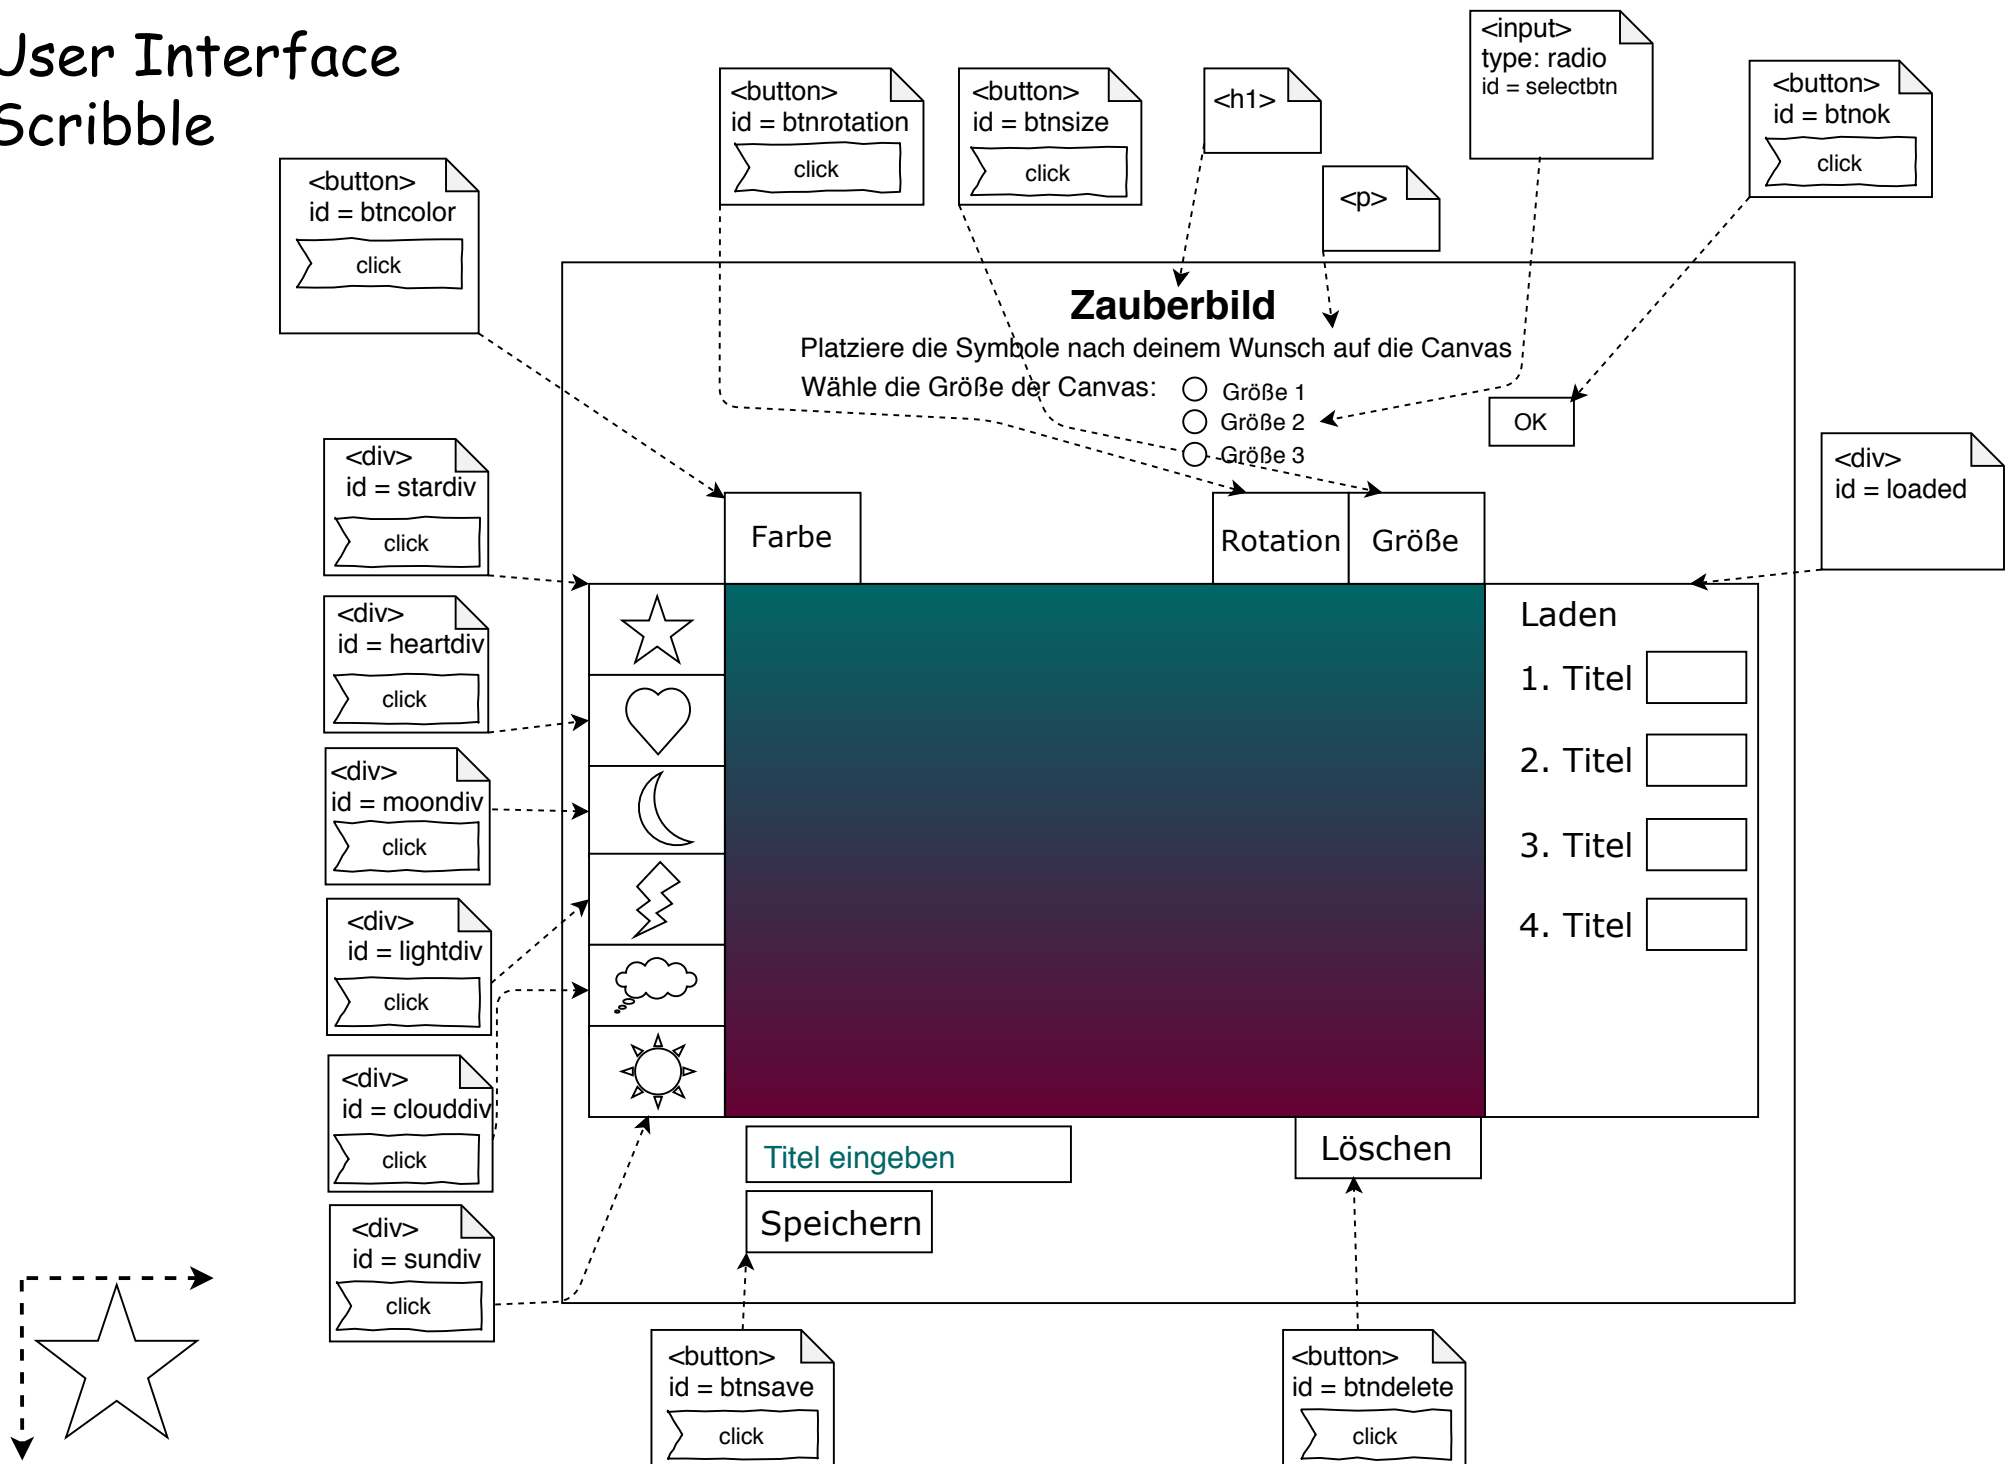 User Interface
Scribble
<button>
id = btncolor
click
<button>
id = btnrotation
click
<button>
id = btnsize
click
<h1>
<p>
<input>
type: radio
id = selectbtn
<button>
id = btnok
click
Zauberbild
Platziere die Symbole nach deinem Wunsch auf die Canvas
Wähle die Größe der Canvas:
Größe 1
Größe 2
Größe 3
OK
<div>
id = stardiv
click
<div>
id = heartdiv
click
<div>
id = moondiv
click
<div>
id = lightdiv
click
<div>
id = clouddiv
click
<div>
id = sundiv
click
Farbe
Rotation
Größe
<div>
id = loaded
Laden
1. Titel
2. Titel
3. Titel
4. Titel
Titel eingeben
Löschen
Speichern
<button>
id = btnsave
click
<button>
id = btndelete
click